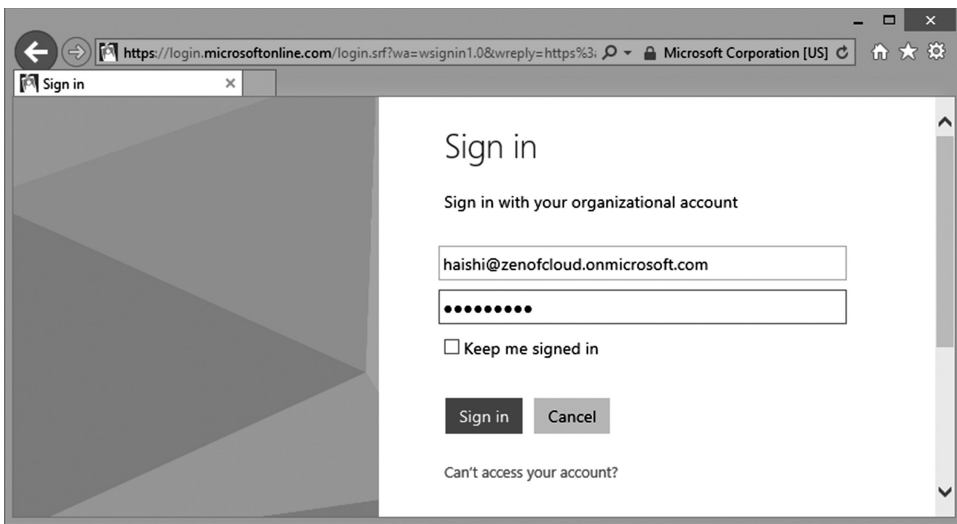 https://login.microsoftonline.com/login.srf?wa=wsignin1.0&wreply=https%3a Microsoft Corporation [US]
Sign in
Sign in
Sign in with your organizational account
haishi@zenofcloud.onmicrosoft.com
•••••••••
Keep me signed in
Sign in Cancel
Can't access your account?